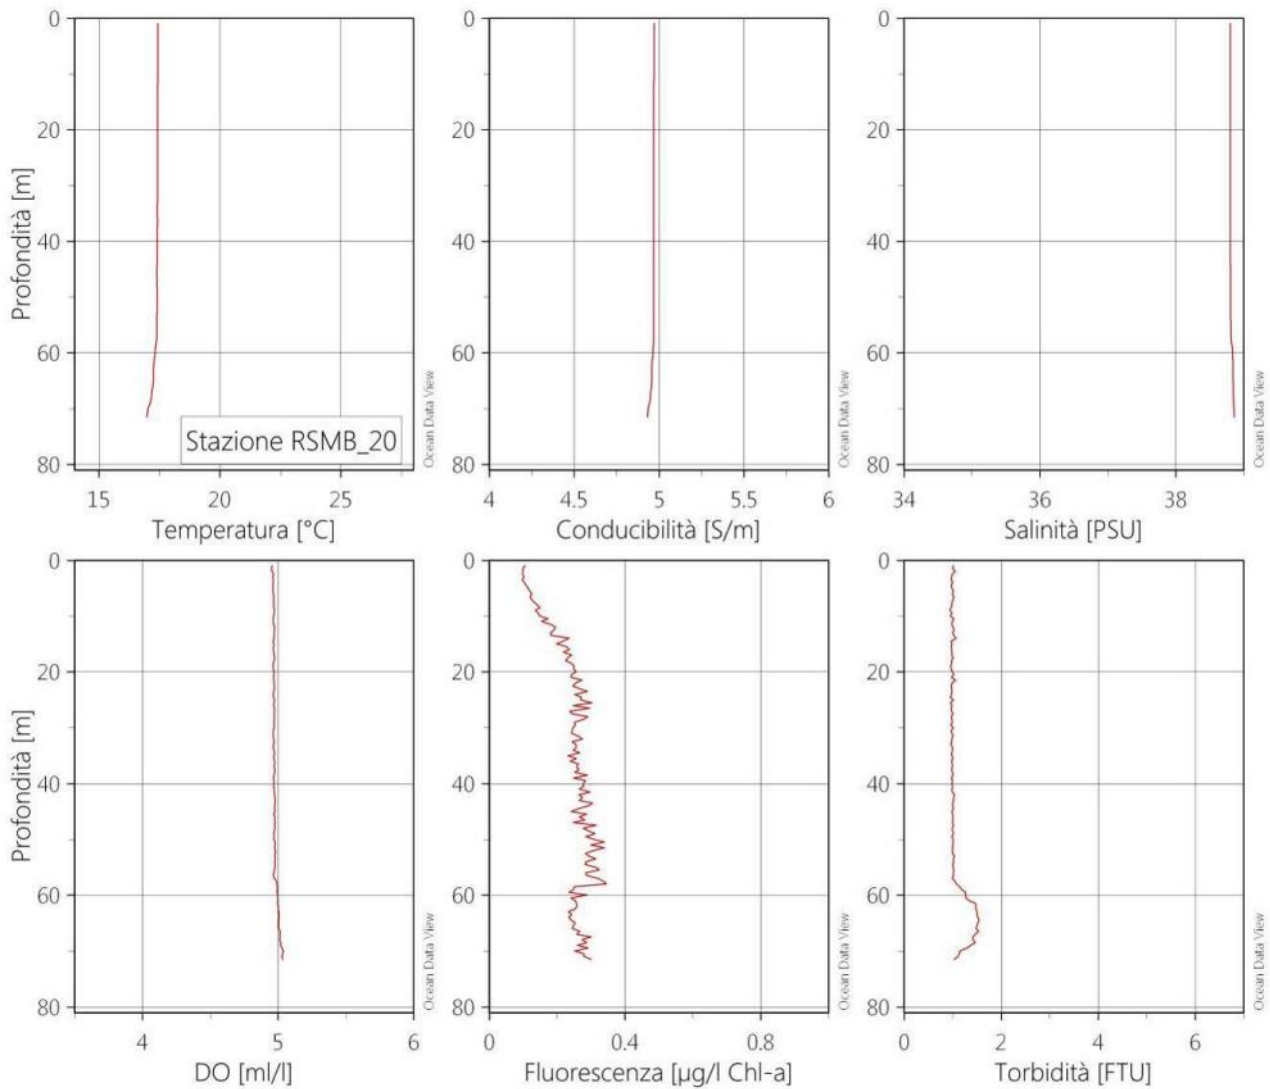 0 0 0
20 20 20
40 40 40
60 60 60
80 80 80
Profondità [m]
Stazione RSMB_20
Ocean Data View
Ocean Data View
Ocean Data View
15 20 25
4 4.5 5 5.5 6
34 36 38
Temperatura [°C]
Conducibilità [S/m]
Salinità [PSU]
0 0 0
20 20 20
40 40 40
60 60 60
80 80 80
Profondità [m]
Ocean Data View
Ocean Data View
Ocean Data View
4 5 6
0 0.4 0.8
0 2 4 6
DO [ml/l]
Fluorescenza [µg/l Chl-a]
Torbidità [FTU]